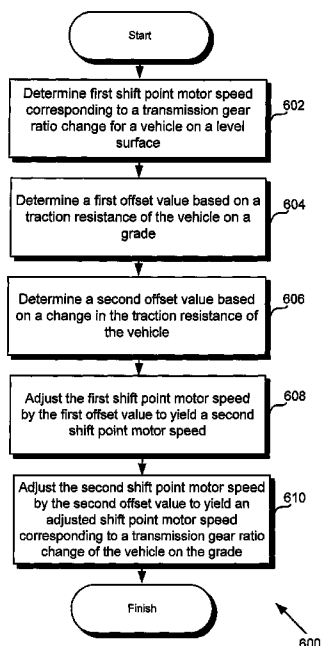 Start
Determine first shift point motor speed
corresponding to a transmission gear
ratio change for a vehicle on a level
surface
602
Determine a first offset value based on a
traction resistance of the vehicle on a
grade
604
Determine a second offset value based
on a change in the traction resistance of
the vehicle
606
Adjust the first shift point motor speed
by the first offset value to yield a second
shift point motor speed
608
Adjust the second shift point motor speed
by the second offset value to yield an
adjusted shift point motor speed
corresponding to a transmission gear ratio
change of the vehicle on the grade
610
Finish
600